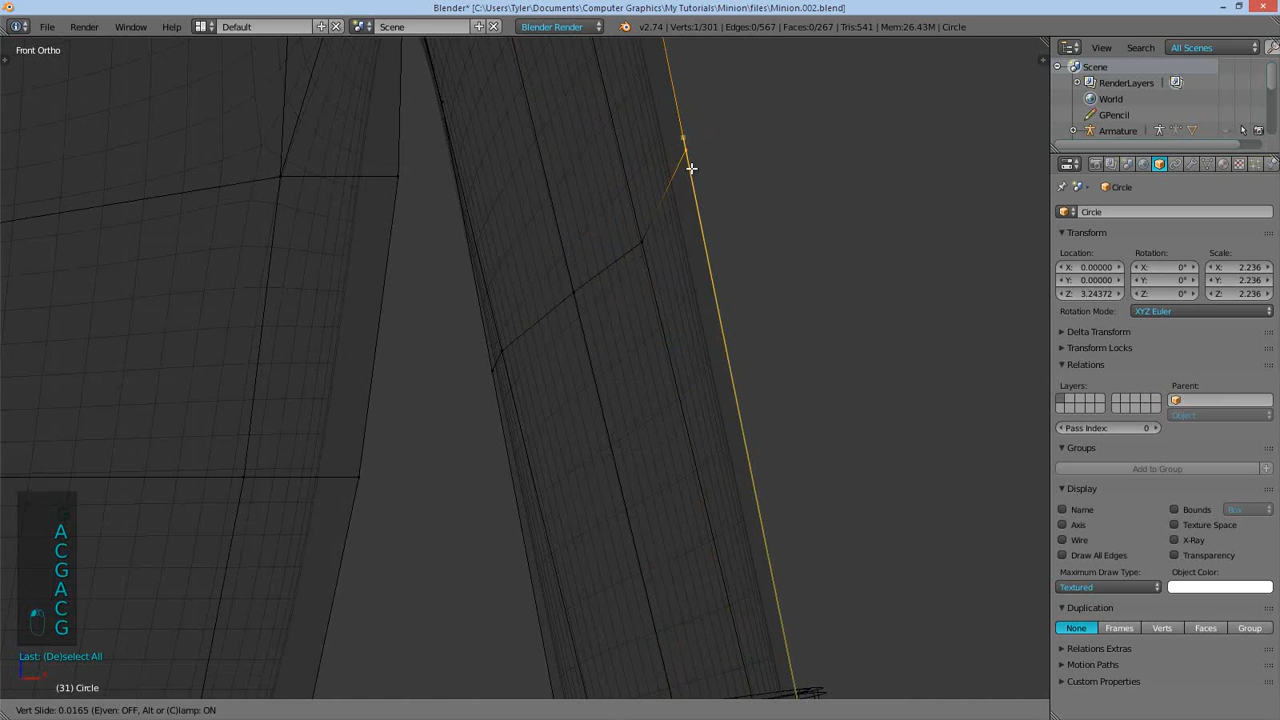 Blender* [C:\Users\Tyler\Documents\Computer Graphics\My Tutorials\Minion\files\Minion.002.blend]
File Render Window Help Default Scene Blender Render v2.74 | Verts:1/301 | Edges:0/567 | Faces:0/267 | Tris:541 | Mem:26.43M | Circle
View Search All Scenes
Front Ortho
Scene
RenderLayers
World
GPencil
Armature
Circle
Circle
Transform
Location: Rotation: Scale:
X: 0.00000 X: 0° X: 2.236
Y: 0.00000 Y: 0° Y: 2.236
Z: 3.24372 Z: 0° Z: 2.236
Rotation Mode: XYZ Euler
Delta Transform
Transform Locks
Relations
Layers: Parent:
Object
Pass Index: 0
Groups
Add to Group
Display
Name Bounds Box
Axis Texture Space
Wire X-Ray
Draw All Edges Transparency
Maximum Draw Type: Object Color:
Textured
Duplication
None Frames Verts Faces Group
Relations Extras
Motion Paths
Custom Properties
A
C
G
A
C
G
Last: (De)select All
(31) Circle
Vert Slide: 0.0165 (E)ven: OFF, Alt or (C)lamp: ON